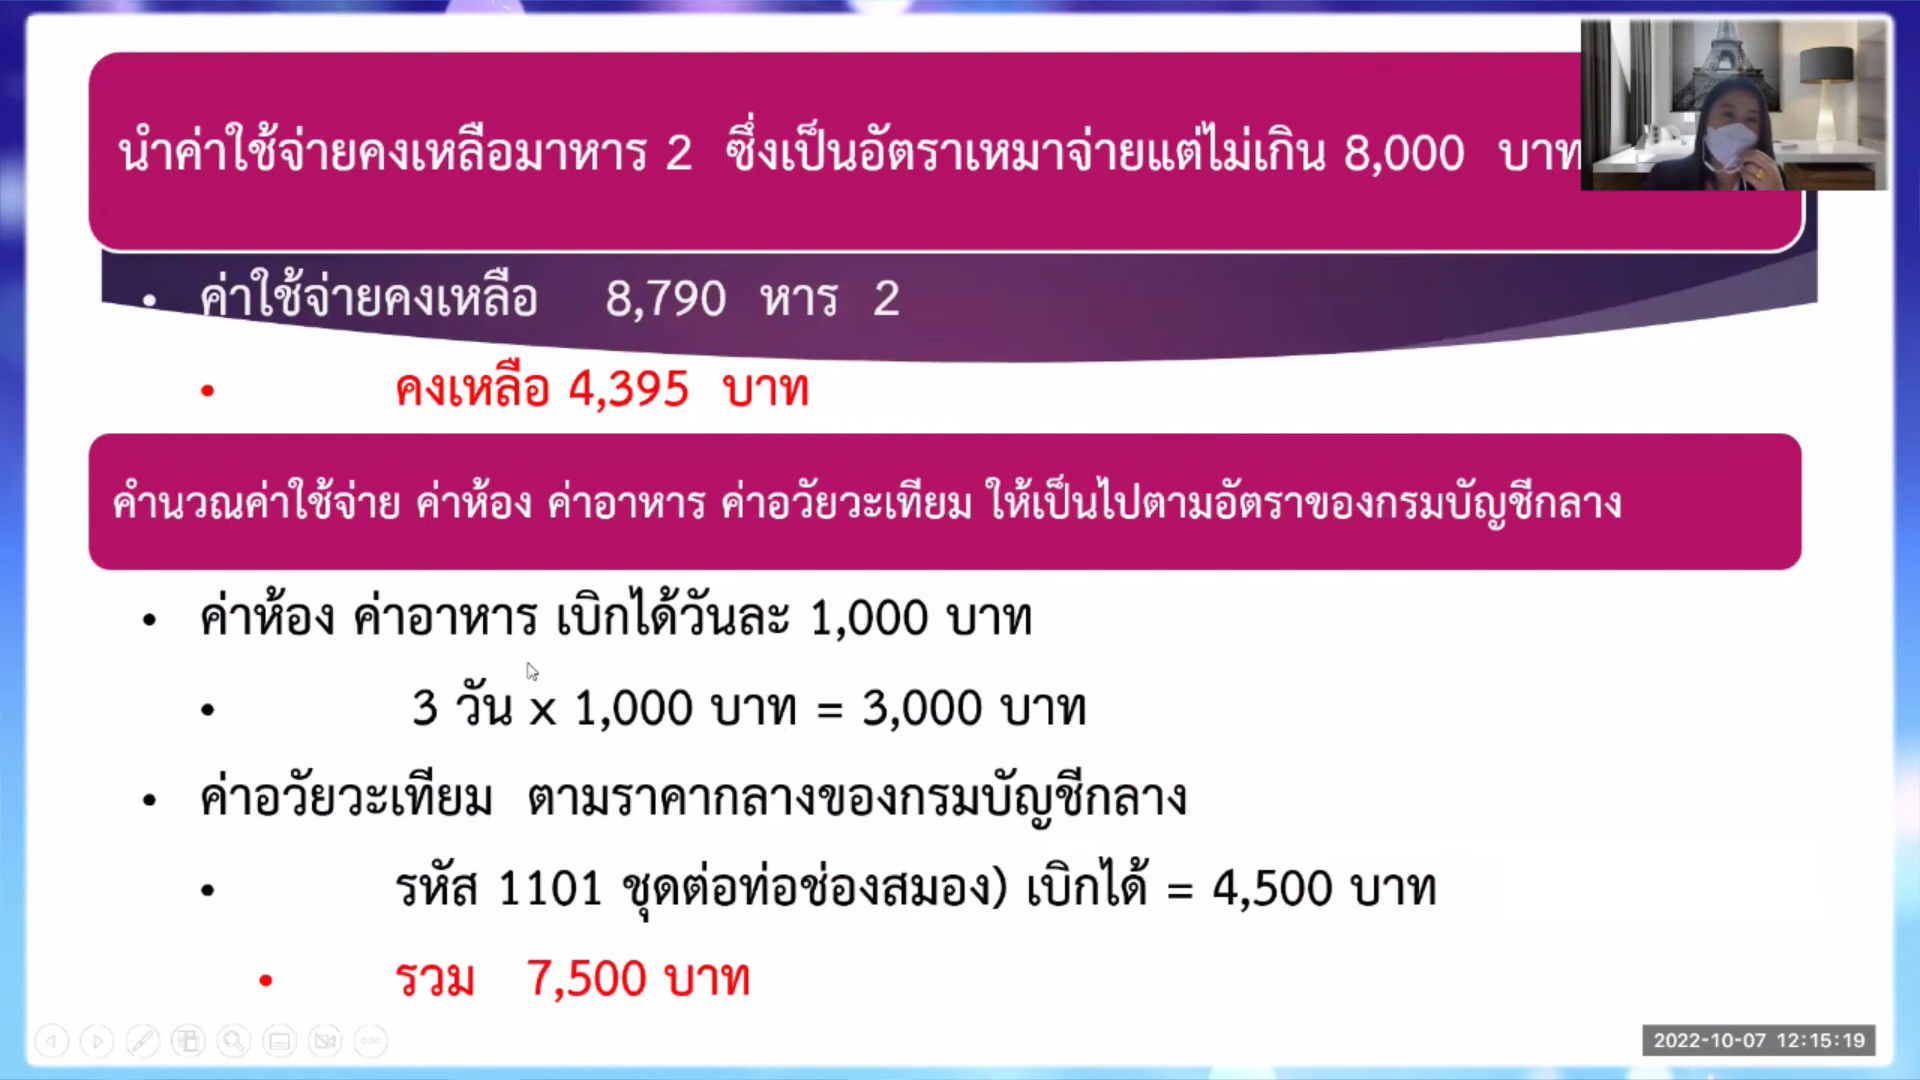 นำค่าใช้จ่ายคงเหลือมาหาร 2 ซึ่งเป็นอัตราเหมาจ่ายแต่ไม่เกิน 8,000 บาท
• ค่าใช้จ่ายคงเหลือ 8,790 หาร 2
• คงเหลือ 4,395 บาท
คำนวณค่าใช้จ่าย ค่าห้อง ค่าอาหาร ค่าอวัยวะเทียม ให้เป็นไปตามอัตราของกรมบัญชีกลาง
• ค่าห้อง ค่าอาหาร เบิกได้วันละ 1,000 บาท
• 3 วัน x 1,000 บาท = 3,000 บาท
• ค่าอวัยวะเทียม ตามราคากลางของกรมบัญชีกลาง
• รหัส 1101 ชุดต่อท่อช่องสมอง) เบิกได้ = 4,500 บาท
• รวม 7,500 บาท
2022-10-07 12:15:19